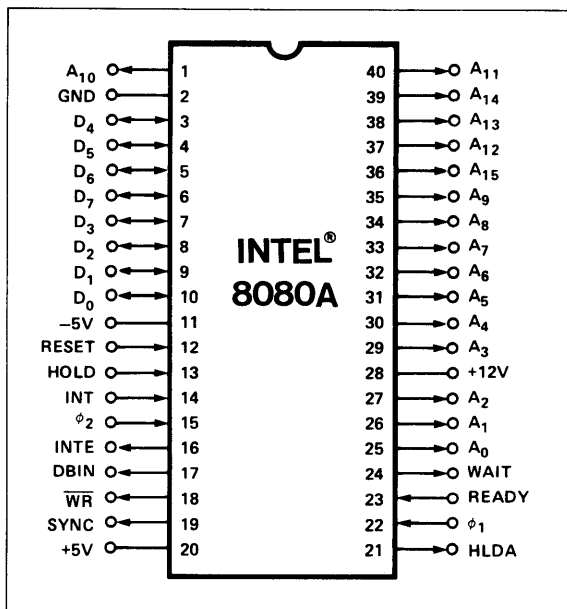 A10 1 40 A11
GND 2 39 A14
D4 3 38 A13
D5 4 37 A12
D6 5 36 A15
D7 6 35 A9
D3 7 34 A8
D2 8 INTEL® 33 A7
D1 9 32 A6
D0 10 8080A 31 A5
−5V 11 30 A4
RESET 12 29 A3
HOLD 13 28 +12V
INT 14 27 A2
ϕ2 15 26 A1
INTE 16 25 A0
DBIN 17 24 WAIT
W̅R̅ 18 23 READY
SYNC 19 22 ϕ1
+5V 20 21 HLDA